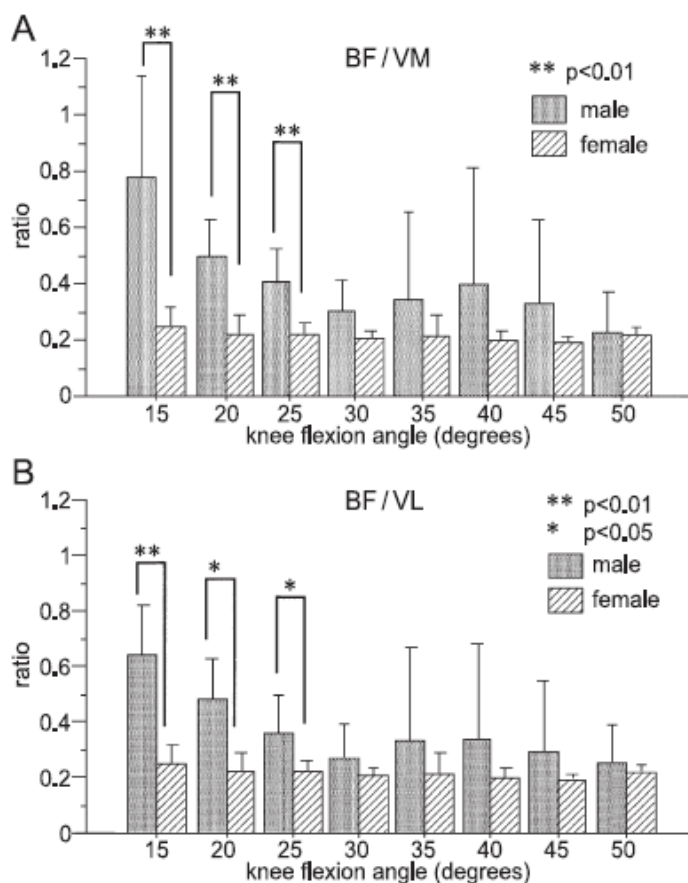 A
BF / VM
** p<0.01
male
female
**
**
**
1.2
1
0.8
0.6
0.4
0.2
0
ratio
15 20 25 30 35 40 45 50
knee flexion angle (degrees)
B
BF / VL
** p<0.01
* p<0.05
male
female
**
*
*
1.2
1
0.8
0.6
0.4
0.2
0
ratio
15 20 25 30 35 40 45 50
knee flexion angle (degrees)